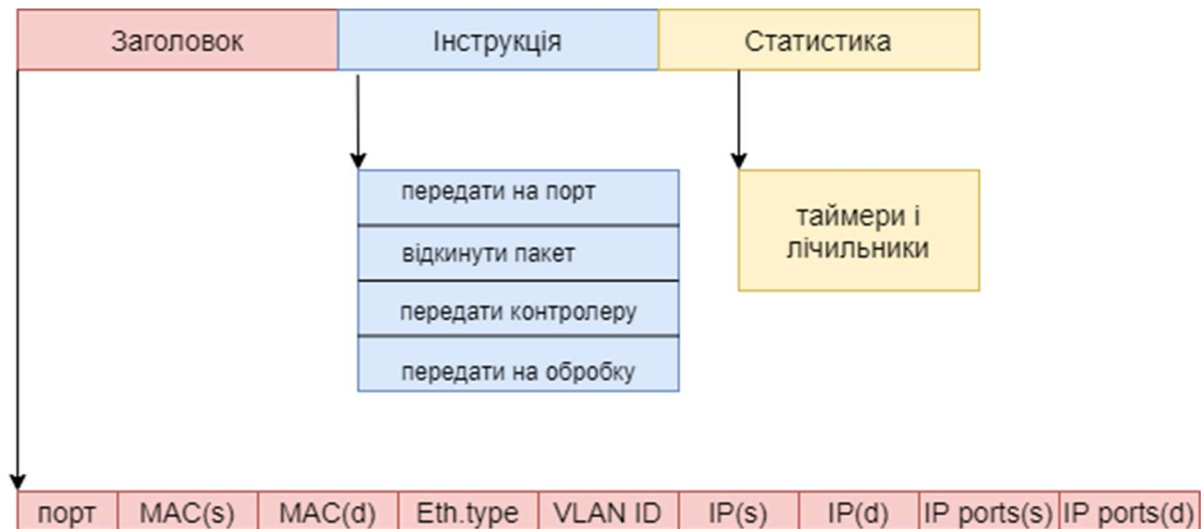 Заголовок
Інструкція
Статистика
передати на порт
відкинути пакет
передати контролеру
передати на обробку
таймери і
лічильники
порт
MAC(s)
MAC(d)
Eth.type
VLAN ID
IP(s)
IP(d)
IP ports(s)
IP ports(d)